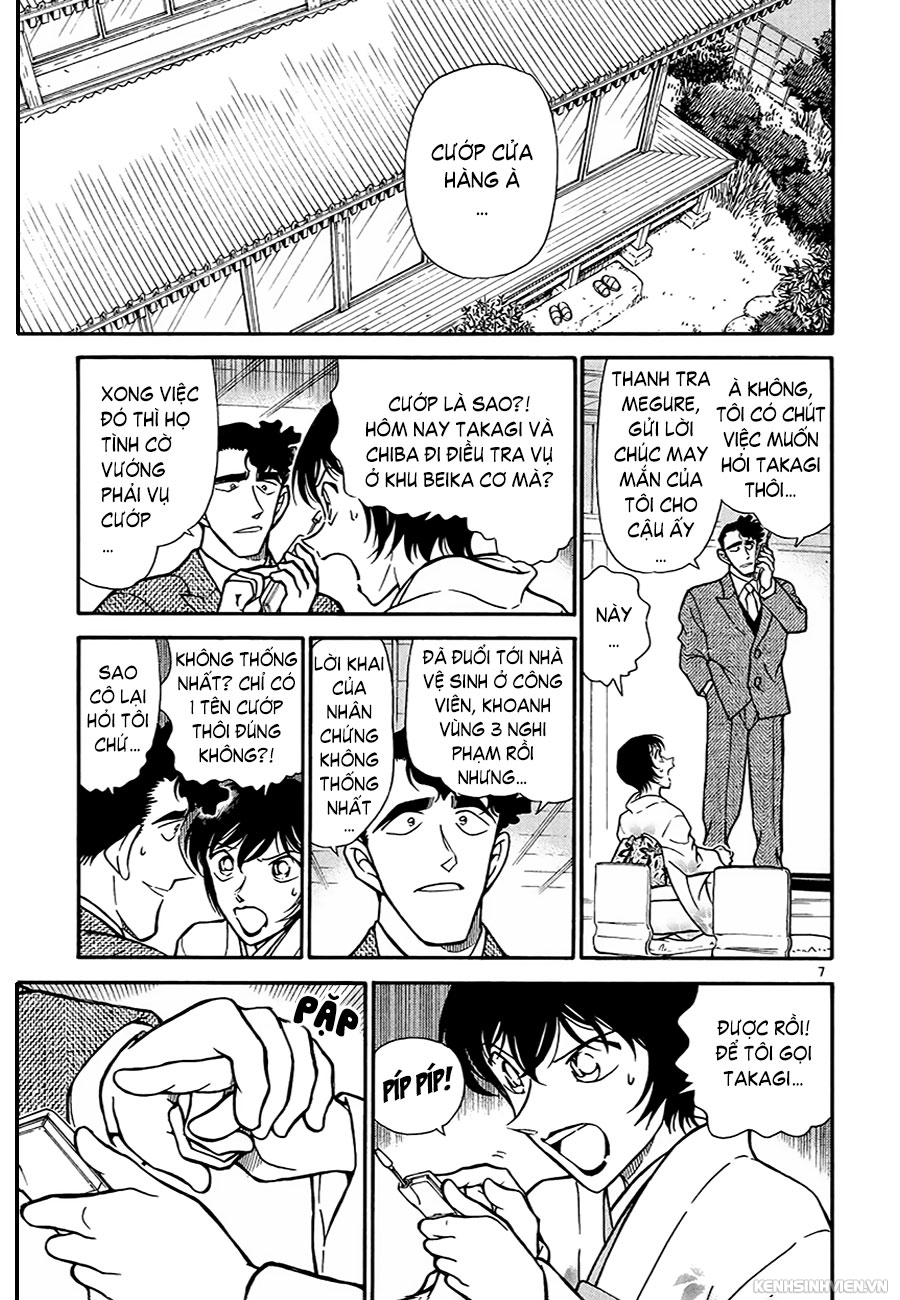 CƯỚP CỬA
HÀNG À
...
À KHÔNG,
TÔI CÓ CHÚT
VIỆC MUỐN
HỎI TAKAGI
THÔI...
THANH TRA
MEGURE,
GỬI LỜI
CHÚC MAY
MẮN CỦA
TÔI CHO
CẬU ẤY
...
NÀY
...
CƯỚP LÀ SAO?!
HÔM NAY TAKAGI VÀ
CHIBA ĐI ĐIỀU TRA VỤ
Ở KHU BEIKA CƠ MÀ?
XONG VIỆC
ĐÓ THÌ HỌ
TÌNH CỜ
VƯỚNG
PHẢI VỤ
CƯỚP
...
ĐÃ ĐUỔI TỚI NHÀ
VỆ SINH Ở CÔNG
VIÊN, KHOANH
VÙNG 3 NGHI
PHẠM RỒI
NHƯNG...
LỜI KHAI
CỦA
NHÂN
CHỨNG
KHÔNG
THỐNG
NHẤT
...
KHÔNG THỐNG
NHẤT? CHỈ CÓ
1 TÊN CƯỚP
THÔI ĐÚNG
KHÔNG?!
SAO
CÔ LẠI
HỎI TÔI
CHỨ...
7
ĐƯỢC RỒI!
ĐỂ TÔI GỌI
TAKAGI...
PÍP PÍP!
PẶP
KENHSINHVIEN.VN